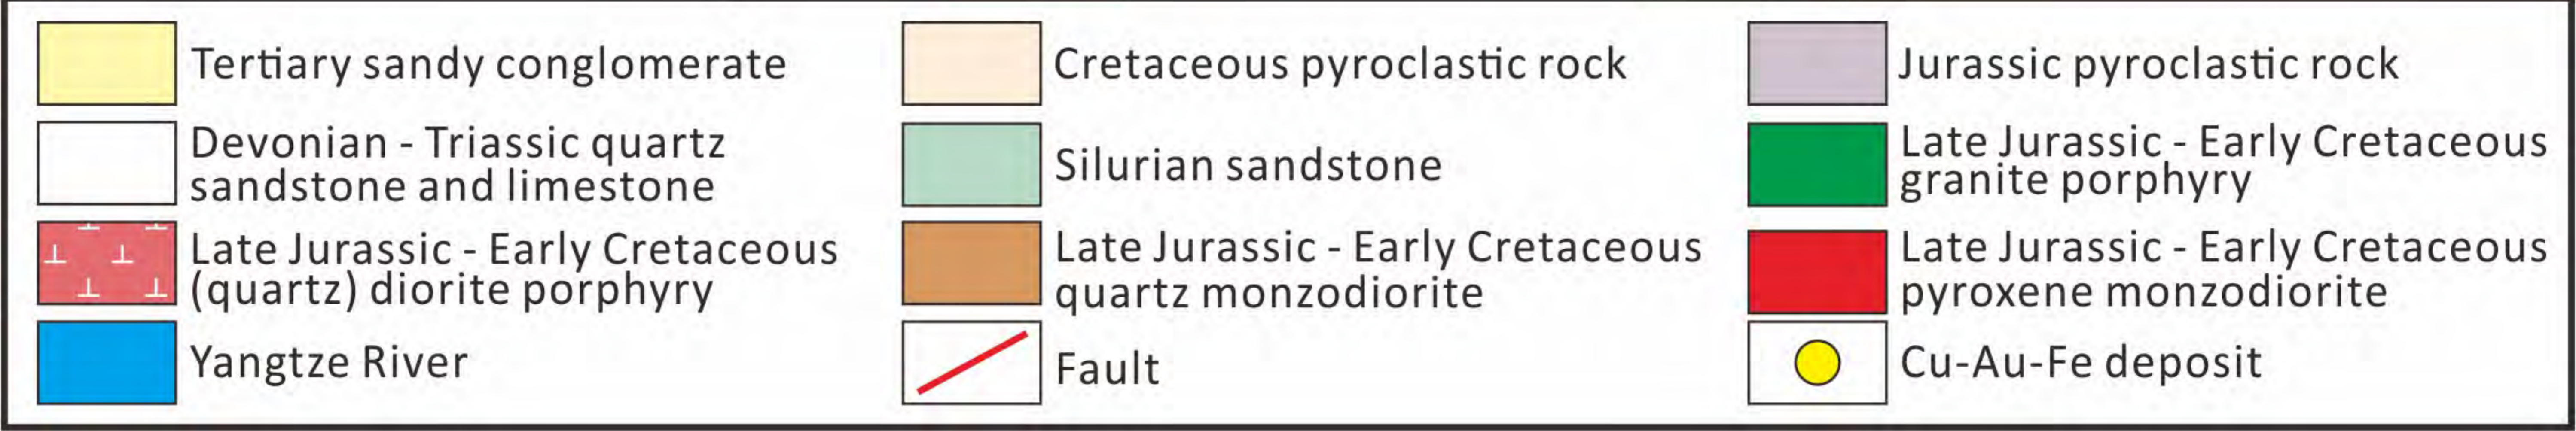 Tertiary sandy conglomerate
Cretaceous pyroclastic rock
Jurassic pyroclastic rock
Devonian - Triassic quartz
sandstone and limestone
Silurian sandstone
Late Jurassic - Early Cretaceous
granite porphyry
Late Jurassic - Early Cretaceous
(quartz) diorite porphyry
Late Jurassic - Early Cretaceous
quartz monzodiorite
Late Jurassic - Early Cretaceous
pyroxene monzodiorite
Yangtze River
Fault
Cu-Au-Fe deposit